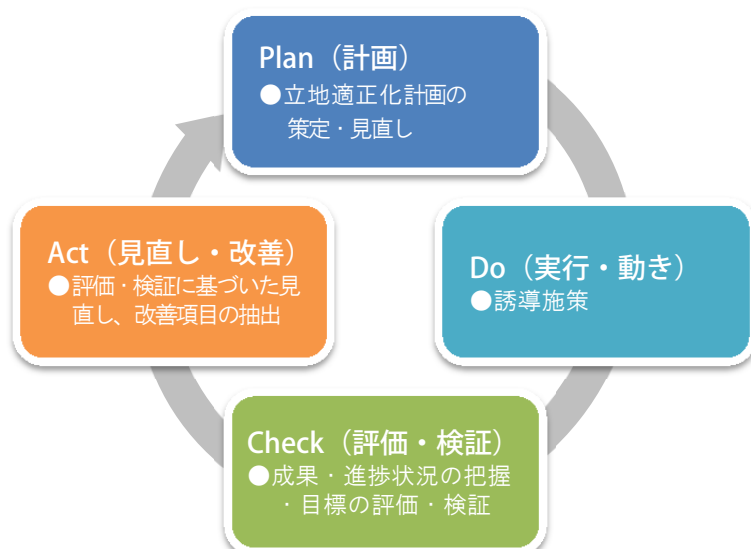 Plan（計画）
●立地適正化計画の
策定・見直し
Do（実行・動き）
●誘導施策
Check（評価・検証）
●成果・進捗状況の把握
・目標の評価・検証
Act（見直し・改善）
●評価・検証に基づいた見
直し、改善項目の抽出